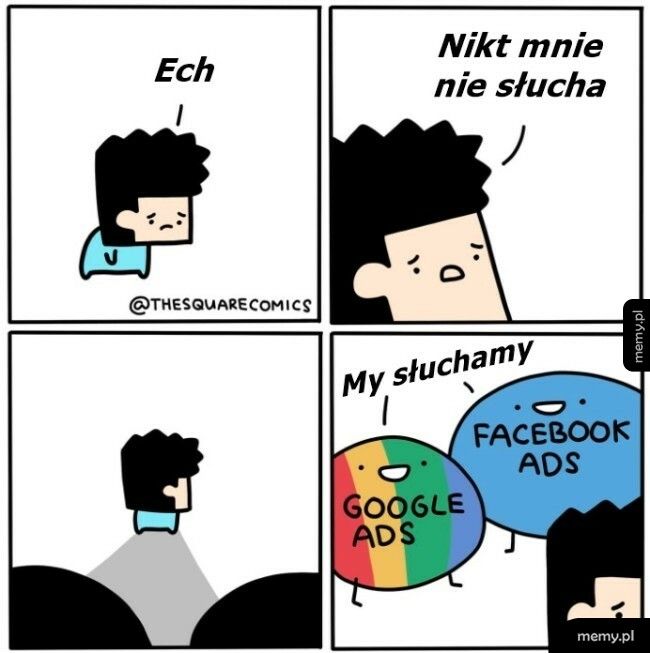 Ech
Nikt mnie
nie słucha
@THESQUARECOMICS
memy.pl
My słuchamy
FACEBOOK
ADS
GOOGLE
ADS
memy.pl